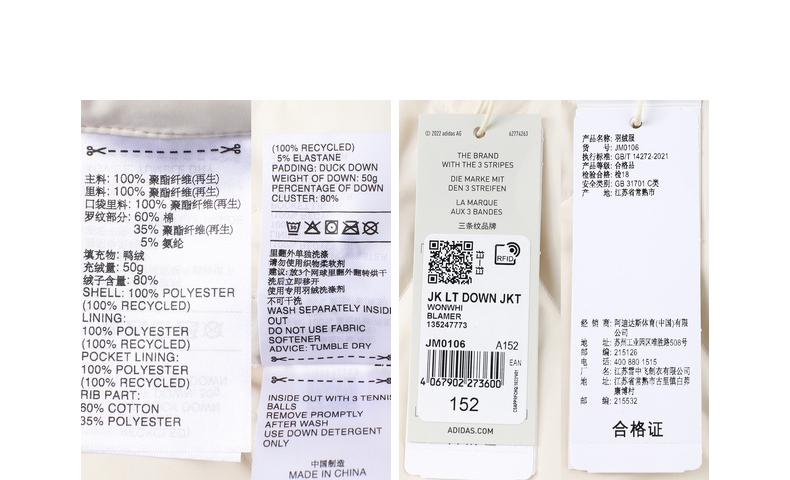 主料: 100% 聚酯纤维(再生)
里料: 100% 聚酯纤维(再生)
口袋里料: 100% 聚酯纤维(再生)
罗纹部分: 60% 棉
35% 聚酯纤维(再生)
5% 氨纶
填充物: 鸭绒
充绒量: 50g
绒子含量: 80%
SHELL: 100% POLYESTER
(100% RECYCLED)
LINING:
100% POLYESTER
(100% RECYCLED)
POCKET LINING:
100% POLYESTER
(100% RECYCLED)
RIB PART:
60% COTTON
35% POLYESTER
(100% RECYCLED)
5% ELASTANE
PADDING: DUCK DOWN
WEIGHT OF DOWN: 50g
PERCENTAGE OF DOWN
CLUSTER: 80%
里翻外单独洗涤
请勿使用织物柔软剂
建议: 放3个网球里翻外翻转烘干
洗后立即移开
使用专用羽绒洗涤剂
不可干洗
WASH SEPARATELY INSIDE
OUT
DO NOT USE FABRIC
SOFTENER
ADVICE: TUMBLE DRY
INSIDE OUT WITH 3 TENNIS
BALLS
REMOVE PROMPTLY
AFTER WASH
USE DOWN DETERGENT
ONLY
中国制造
MADE IN CHINA
© 2022 adidas AG 62774263
THE BRAND
WITH THE 3 STRIPES
DIE MARKE MIT
DEN 3 STREIFEN
LA MARQUE
AUX 3 BANDES
三条纹品牌
RFID
JK LT DOWN JKT
WONWHI
BLAMER
135247773
JM0106 A152
EAN
4 067902 273600
152
ADIDAS.COM
产品名称: 羽绒服
货 号: JM0106
执行标准: GB/T 14272-2021
产品等级: 合格品
检验合格: 检18
安全类别: GB 31701 C类
产 地: 江苏省常熟市
经 销 商: 阿迪达斯体育(中国)有限
公司
地 址: 苏州工业园区唯胜路508号
邮 编: 215126
电 话: 400 880 1515
厂 名: 江苏雪中飞制衣有限公司
地 址: 江苏省常熟市古里镇白茆
康博村
邮 编: 215532
合格证